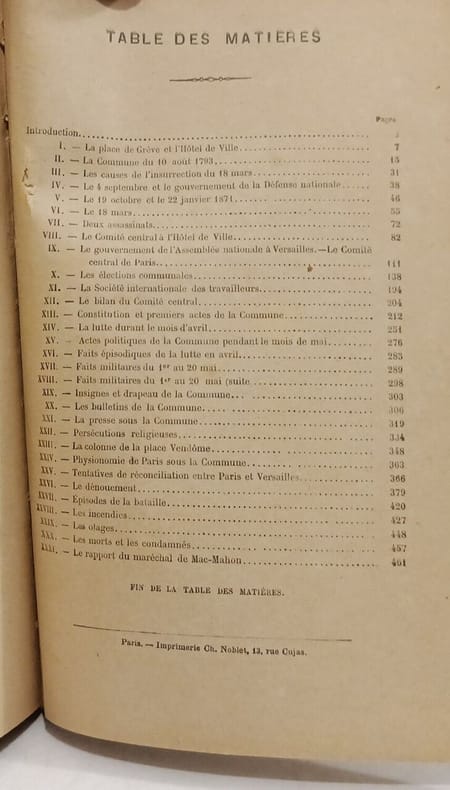 TABLE DES MATIÈRES
Pages
Introduction
I. — La place de Grève et l'Hôtel de Ville 7
II. — La Commune du 10 août 1793 15
III. — Les causes de l'insurrection du 18 mars 31
IV. — Le 4 septembre et le gouvernement de la Défense nationale 38
V. — Le 19 octobre et le 22 janvier 1871 46
VI. — Le 18 mars 55
VII. — Deux assassinats 72
VIII. — Le Comité central à l'Hôtel de Ville 82
IX. — Le gouvernement de l'Assemblée nationale à Versailles. — Le Comité
central de Paris 111
X. — Les élections communales 138
XI. — La Société internationale des travailleurs 194
XII. — Le bilan du Comité central 204
XIII. — Constitution et premiers actes de la Commune 212
XIV. — La lutte durant le mois d'avril 251
XV. — Actes politiques de la Commune pendant le mois de mai 276
XVI. — Faits épisodiques de la lutte en avril 285
XVII. — Faits militaires du 1er au 20 mai 289
XVIII. — Faits militaires du 1er au 20 mai (suite 298
XIX. — Insignes et drapeau de la Commune 303
XX. — Les bulletins de la Commune 306
XXI. — La presse sous la Commune 319
XXII. — Persécutions religieuses 334
XXIII. — La colonne de la place Vendôme 348
XXIV. — Physionomie de Paris sous la Commune 363
XXV. — Tentatives de réconciliation entre Paris et Versailles 366
XXVI. — Le dénouement 379
XXVII. — Épisodes de la bataille 420
XXVIII. — Les incendies 427
XXIX. — Les otages 448
XXX. — Les morts et les condamnés 457
XXXI. — Le rapport du maréchal de Mac-Mahon 461
FIN DE LA TABLE DES MATIÈRES.
Paris. — Imprimerie Ch. Noblet, 13, rue Cujas.